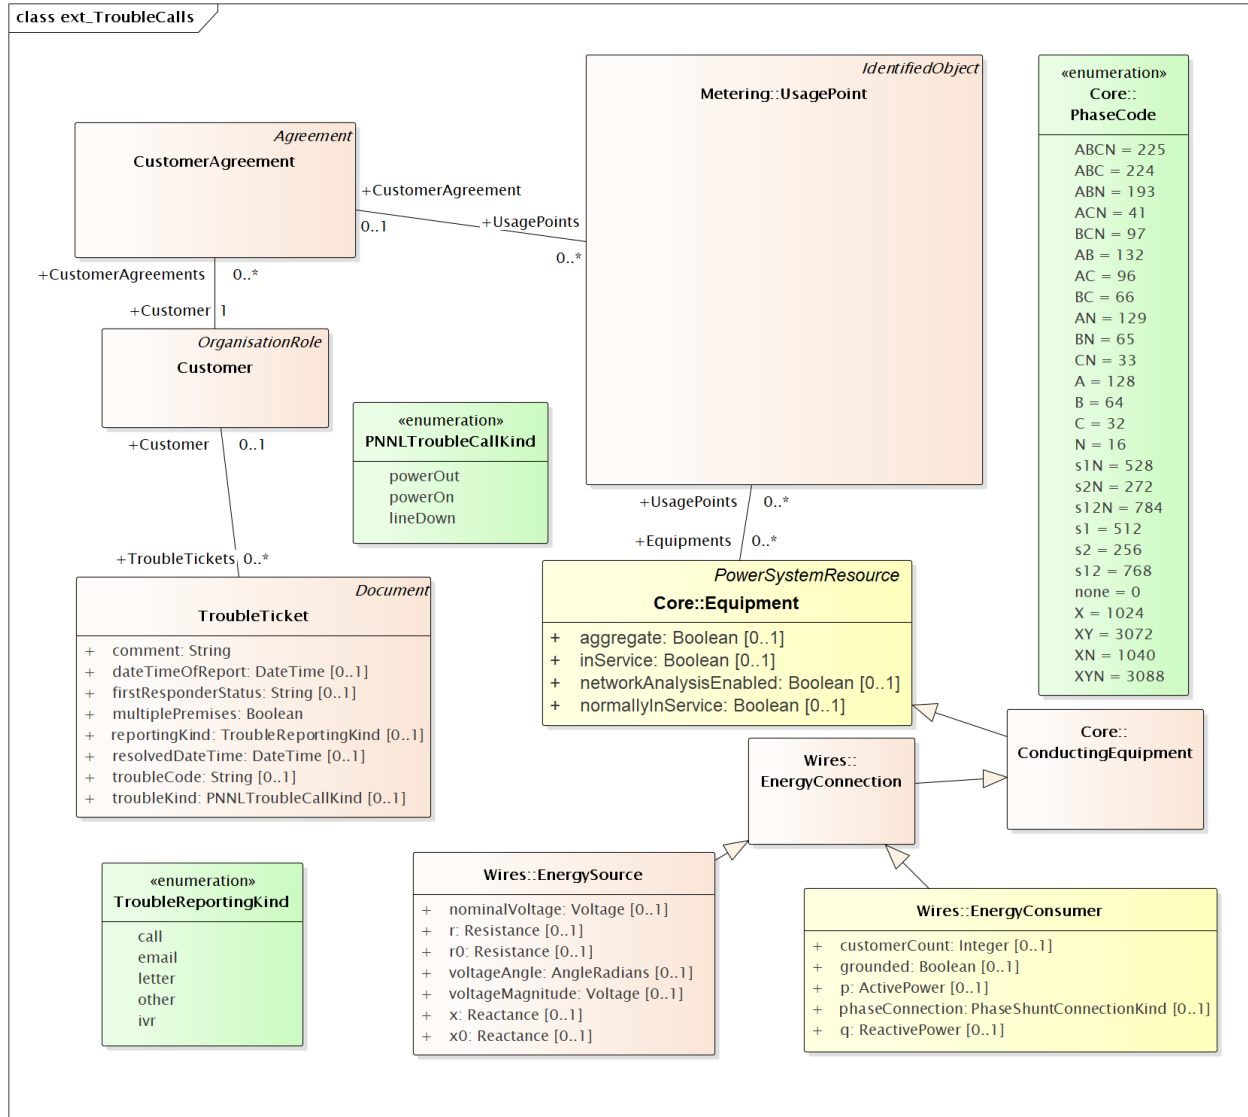 class ext_TroubleCalls
IdentifiedObject
Metering::UsagePoint
«enumeration»
Core::
PhaseCode
ABCN = 225
ABC = 224
ABN = 193
ACN = 41
BCN = 97
AB = 132
AC = 96
BC = 66
AN = 129
BN = 65
CN = 33
A = 128
B = 64
C = 32
N = 16
s1N = 528
s2N = 272
s12N = 784
s1 = 512
s2 = 256
s12 = 768
none = 0
X = 1024
XY = 3072
XN = 1040
XYN = 3088
Agreement
CustomerAgreement
+CustomerAgreement
0..1
+UsagePoints
0..*
+CustomerAgreements 0..*
+Customer 1
OrganisationRole
Customer
+Customer 0..1
«enumeration»
PNNLTroubleCallKind
powerOut
powerOn
lineDown
+UsagePoints 0..*
+Equipments 0..*
+TroubleTickets 0..*
Document
TroubleTicket
+ comment: String
+ dateTimeOfReport: DateTime [0..1]
+ firstResponderStatus: String [0..1]
+ multiplePremises: Boolean
+ reportingKind: TroubleReportingKind [0..1]
+ resolvedDateTime: DateTime [0..1]
+ troubleCode: String [0..1]
+ troubleKind: PNNLTroubleCallKind [0..1]
PowerSystemResource
Core::Equipment
+ aggregate: Boolean [0..1]
+ inService: Boolean [0..1]
+ networkAnalysisEnabled: Boolean [0..1]
+ normallyInService: Boolean [0..1]
Core::
ConductingEquipment
Wires::
EnergyConnection
«enumeration»
TroubleReportingKind
call
email
letter
other
ivr
Wires::EnergySource
+ nominalVoltage: Voltage [0..1]
+ r: Resistance [0..1]
+ r0: Resistance [0..1]
+ voltageAngle: AngleRadians [0..1]
+ voltageMagnitude: Voltage [0..1]
+ x: Reactance [0..1]
+ x0: Reactance [0..1]
Wires::EnergyConsumer
+ customerCount: Integer [0..1]
+ grounded: Boolean [0..1]
+ p: ActivePower [0..1]
+ phaseConnection: PhaseShuntConnectionKind [0..1]
+ q: ReactivePower [0..1]